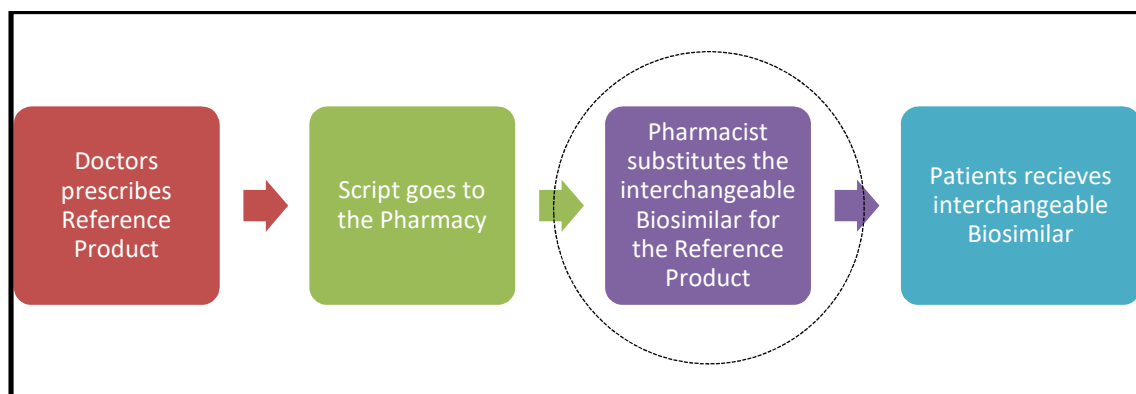 Doctors
prescribes
Reference
Product
Script goes to
the Pharmacy
Pharmacist
substitutes the
interchangeable
Biosimilar for
the Reference
Product
Patients recieves
interchangeable
Biosimilar